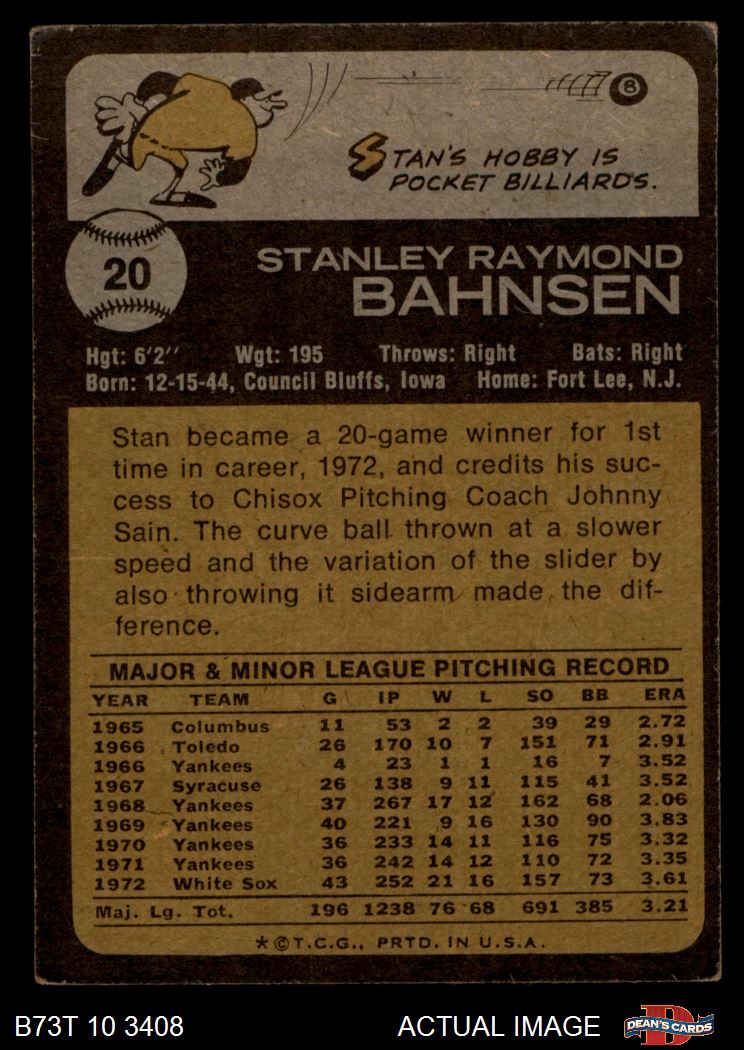 8
STAN'S HOBBY IS
POCKET BILLIARDS.
20
STANLEY RAYMOND
BAHNSEN
Hgt: 6'2" Wgt: 195 Throws: Right Bats: Right
Born: 12-15-44, Council Bluffs, Iowa Home: Fort Lee, N.J.
Stan became a 20-game winner for 1st
time in career, 1972, and credits his suc-
cess to Chisox Pitching Coach Johnny
Sain. The curve ball thrown at a slower
speed and the variation of the slider by
also throwing it sidearm made the dif-
ference.
MAJOR & MINOR LEAGUE PITCHING RECORD
YEAR TEAM G IP W L SO BB ERA
1965 Columbus 11 53 2 2 39 29 2.72
1966 Toledo 26 170 10 7 151 71 2.91
1966 Yankees 4 23 1 1 16 7 3.52
1967 Syracuse 26 138 9 11 115 41 3.52
1968 Yankees 37 267 17 12 162 68 2.06
1969 Yankees 40 221 9 16 130 90 3.83
1970 Yankees 36 233 14 11 116 75 3.32
1971 Yankees 36 242 14 12 110 72 3.35
1972 White Sox 43 252 21 16 157 73 3.61
Maj. Lg. Tot. 196 1238 76 68 691 385 3.21
*©T.C.G., PRTD. IN U.S.A.
B73T 10 3408 ACTUAL IMAGE DEAN'S CARDS